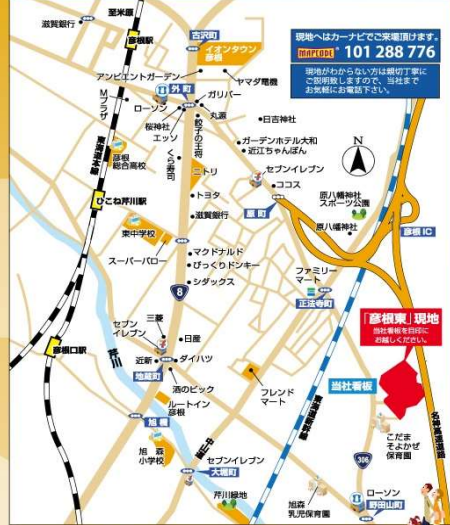 至米原
滋賀銀行
彦根駅
古沢町
イオンタウン
彦根
現地へはカーナビでご来場頂けます。
MAPCODE 101 288 776
現地がわからない方は親切丁寧に
ご説明致しますので、当社まで
お気軽にお電話下さい。
アンビエントガーデン
ヤマダ電機
Mプラザ
ローソン
外町
ガリバー
丸源
桜神社
エッソ
餃子の王将
日吉神社
東海道本線
彦根
総合高校
くら寿司
ガーデンホテル大和
近江ちゃんぽん
N
ニトリ
セブンイレブン
ココス
トヨタ
ひこね芹川駅
滋賀銀行
原町
原八幡神社
スポーツ公園
原八幡神社
彦根IC
東中学校
スーパーバロー
マクドナルド
びっくりドンキー
シダックス
ファミリー
マート
正法寺町
8
「彦根東」現地
当社看板を目印に
お越しください。
三菱
セブン
イレブン
日産
彦根口駅
芹川
近新
ダイハツ
地蔵町
酒のビック
フレンド
マート
当社看板
東海道新幹線
名神高速道路
ルートイン
彦根
旭橋
旭森
小学校
中山道
こだま
そよかぜ
保育園
セブンイレブン
大堀町
306
芹川緑地
旭森
乳児保育園
ローソン
野田山町